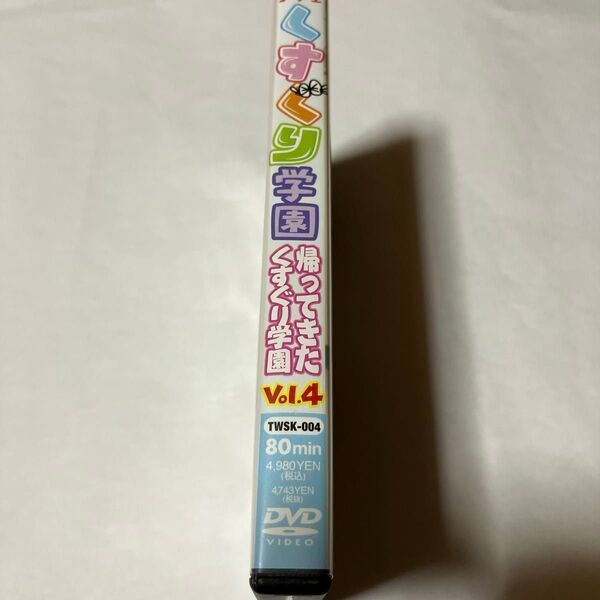 くすぐり学園
帰ってきた
くすぐり学園
Vol.4
TWSK-004
80min
4,980YEN
(税込)
4,743YEN
(税抜)
DVD
VIDEO